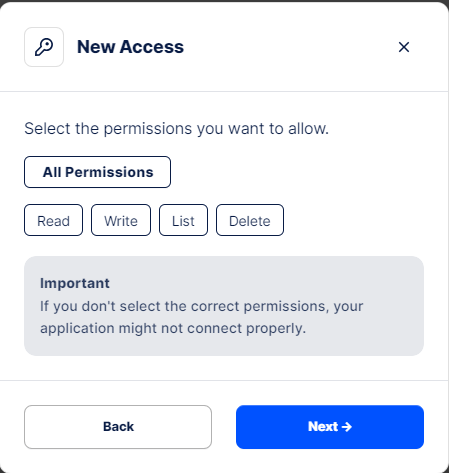 New Access
Select the permissions you want to allow.
All Permissions
Read Write List Delete
Important
If you don't select the correct permissions, your
application might not connect properly.
Back Next →